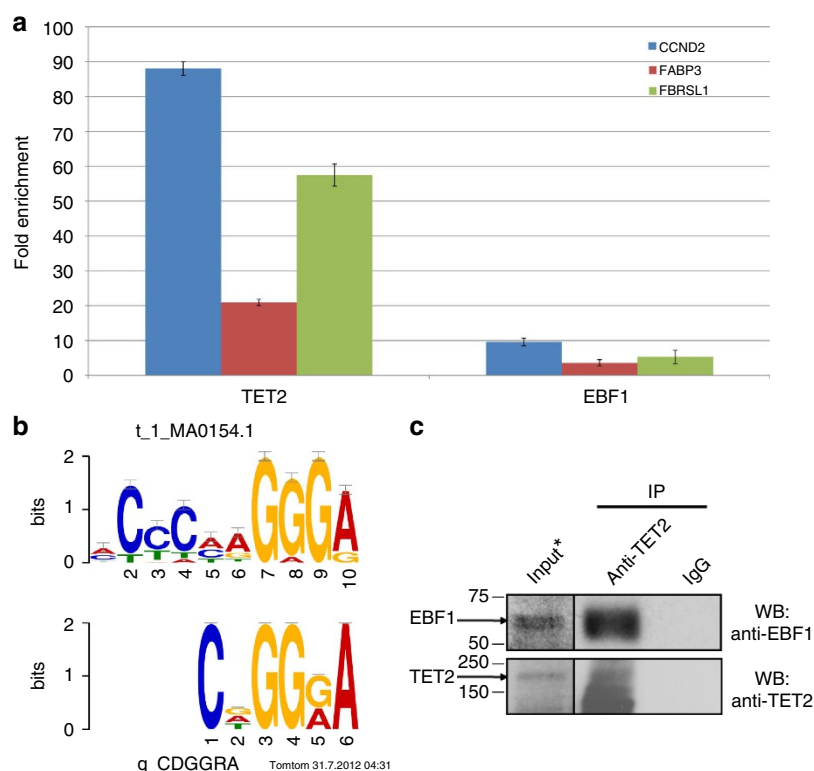 a
100
90
80
70
60
50
40
30
20
10
0
Fold enrichment
CCND2
FABP3
FBRSL1
TET2
EBF1
b
t_1_MA0154.1
bits
2
1
0
2 3 4 5 6 7 8 9 10
bits
2
1
0
1 2 3 4 5 6
q_CDGGRA
Tomtom 31.7.2012 04:31
c
IP
Input*
Anti-TET2
IgG
75
EBF1
50
WB:
anti-EBF1
250
TET2
150
WB:
anti-TET2